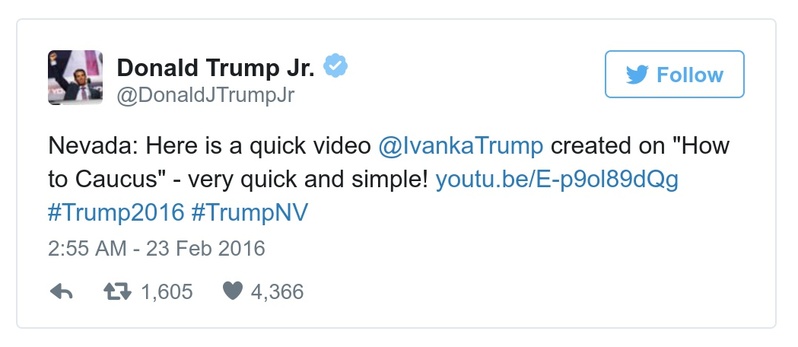 Donald Trump Jr.
@DonaldJTrumpJr
Follow
Nevada: Here is a quick video @IvankaTrump created on "How
to Caucus" - very quick and simple! youtu.be/E-p9ol89dQg
#Trump2016 #TrumpNV
2:55 AM - 23 Feb 2016
1,605 4,366